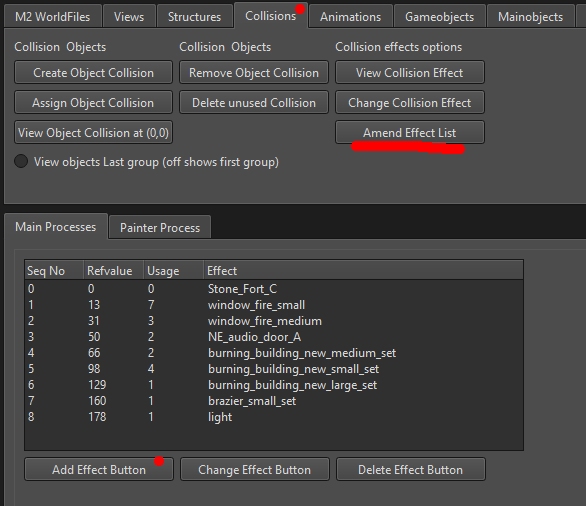 M2 WorldFiles Views Structures Collisions Animations Gameobjects Mainobjects
Collision Objects Collision Objects Collision effects options
Create Object Collision Remove Object Collision View Collision Effect
Assign Object Collision Delete unused Collision Change Collision Effect
View Object Collision at (0,0) Amend Effect List
View objects Last group (off shows first group)
Main Processes Painter Process
Seq No Refvalue Usage Effect
0 0 0 Stone_Fort_C
1 13 7 window_fire_small
2 31 3 window_fire_medium
3 50 2 NE_audio_door_A
4 66 2 burning_building_new_medium_set
5 98 4 burning_building_new_small_set
6 129 1 burning_building_new_large_set
7 160 1 brazier_small_set
8 178 1 light
Add Effect Button Change Effect Button Delete Effect Button